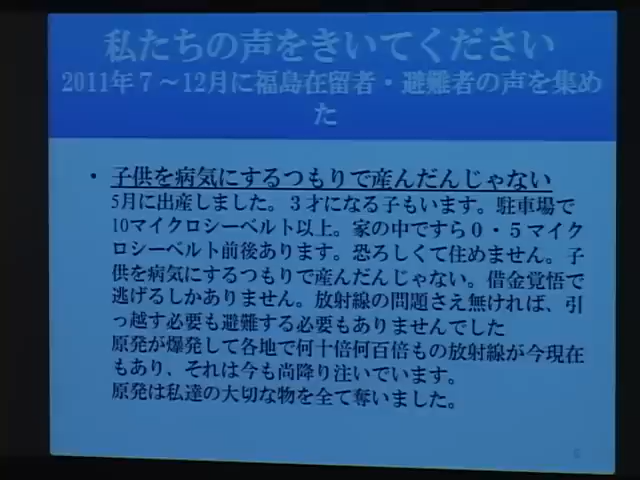 私たちの声をきいてください
2011年７～12月に福島在留者・避難者の声を集め
た
・子供を病気にするつもりで産んだんじゃない
5月に出産しました。３才になる子もいます。駐車場で
10マイクロシーベルト以上。家の中ですら０・５マイク
ロシーベルト前後あります。恐ろしくて住めません。子
供を病気にするつもりで産んだんじゃない。借金覚悟で
逃げるしかありません。放射線の問題さえ無ければ、引
っ越す必要も避難する必要もありませんでした
原発が爆発して各地で何十倍何百倍もの放射線が今現在
もあり、それは今も尚降り注いでいます。
原発は私達の大切な物を全て奪いました。